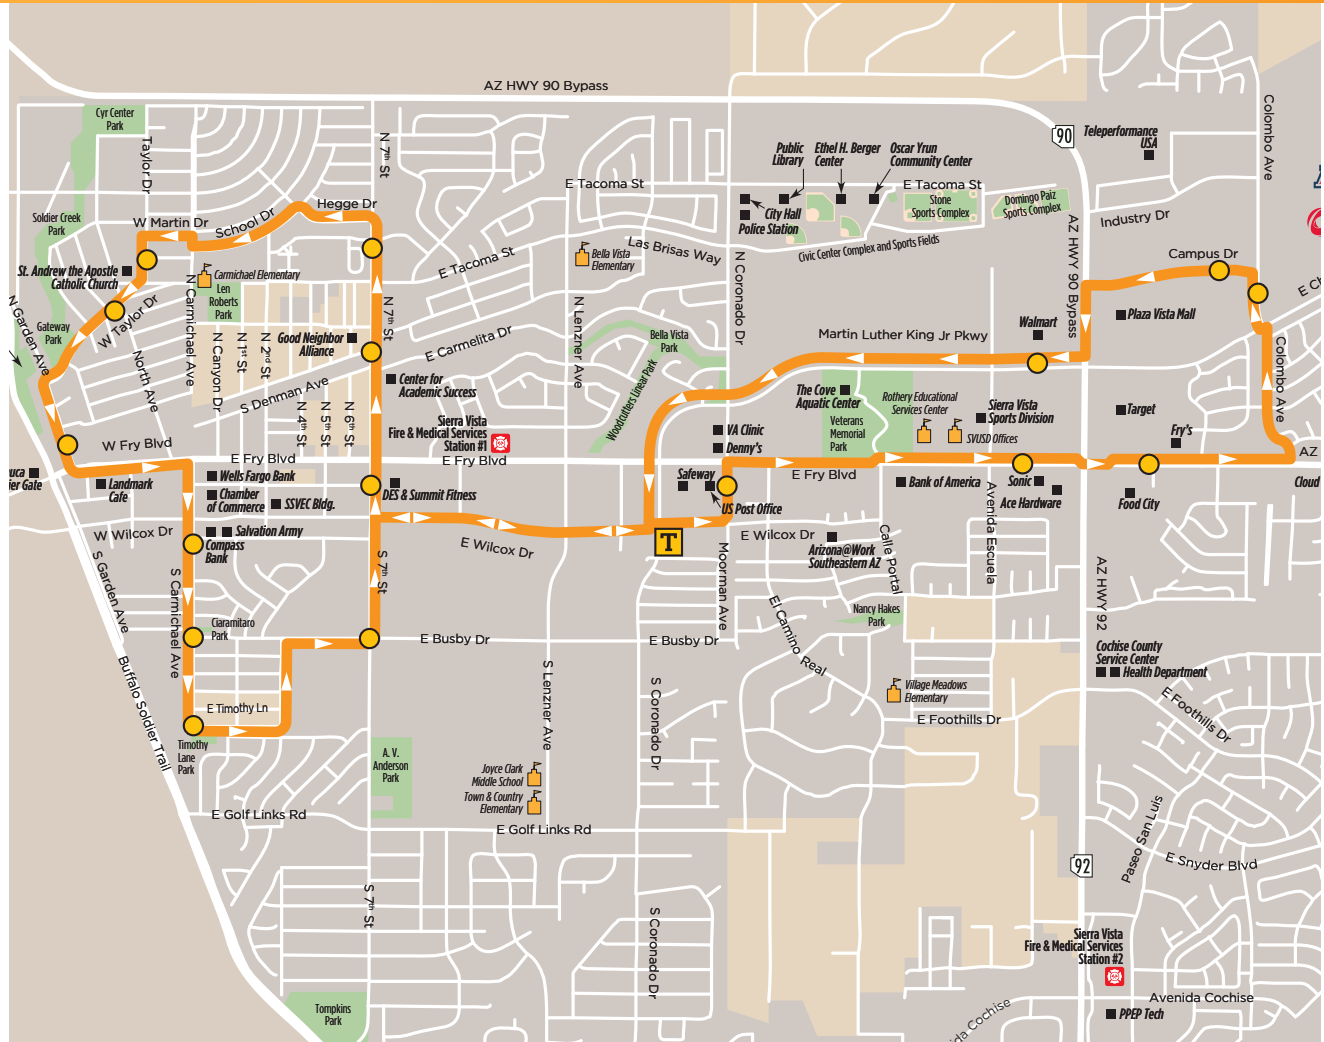 AZ HWY 90 Bypass
Cyr Center
Park
Taylor Dr
N 7th St
90
Teleperformance
USA
Colombo Ave
Public
Library
Ethel H. Berger
Center
Oscar Yrun
Community Center
E Tacoma St
E Tacoma St
Stone
Sports Complex
Domingo Paiz
Sports Complex
Industry Dr
Soldier Creek
Park
W Martin Dr
School Dr
Hegge Dr
City Hall
Police Station
Civic Center Complex and Sports Fields
AZ HWY 90 Bypass
Campus Dr
St. Andrew the Apostle
Catholic Church
Carmichael Elementary
E Tacoma St
Bella Vista
Elementary
Las Brisas Way
N Coronado Dr
Len
Roberts
Park
N Garden Ave
Gateway
Park
W Taylor Dr
N Carmichael Ave
N 7th St
N Lenzner Ave
Plaza Vista Mall
Walmart
Martin Luther King Jr Pkwy
North Ave
N Canyon Dr
N 1st St
N 2nd St
Good Neighbor
Alliance
E Carmelita Dr
Bella Vista
Park
Woodcutters Linear Park
Colombo Ave
S Denman Ave
Center for
Academic Success
The Cove
Aquatic Center
Rothery Educational
Services Center
Sierra Vista
Sports Division
Target
N 4th St
N 5th St
N 6th St
Sierra Vista
Fire & Medical Services
Station #1
VA Clinic
Denny's
Veterans
Memorial
Park
SVUSD Offices
Fry's
W Fry Blvd
E Fry Blvd
E Fry Blvd
E Fry Blvd
AZ
uca
ier Gate
Landmark
Cafe
Wells Fargo Bank
Chamber
of Commerce
SSVEC Bldg.
DES & Summit Fitness
Safeway
US Post Office
Bank of America
Sonic
Ace Hardware
Food City
Cloud
W Wilcox Dr
Salvation Army
Compass
Bank
E Wilcox Dr
T
E Wilcox Dr
Arizona@Work
Southeastern AZ
Calle Portal
Avenida Escuela
S Garden Ave
S Carmichael Ave
S 7th St
Moorman Ave
AZ HWY 92
Ciaramitaro
Park
E Busby Dr
E Busby Dr
El Camino Real
Nancy Hakes
Park
Cochise County
Service Center
Health Department
Buffalo Soldier Trail
E Timothy Ln
S Lenzner Ave
S Coronado Dr
Village Meadows
Elementary
E Foothills Dr
E Foothills Dr
Timothy
Lane
Park
A. V.
Anderson
Park
Joyce Clark
Middle School
Town & Country
Elementary
E Golf Links Rd
E Golf Links Rd
Paseo San Luis
E Snyder Blvd
92
S 7th St
S Coronado Dr
Sierra Vista
Fire & Medical Services
Station #2
Tompkins
Park
Avenida Cochise
PPEP Tech
ida Cochise
E Ch